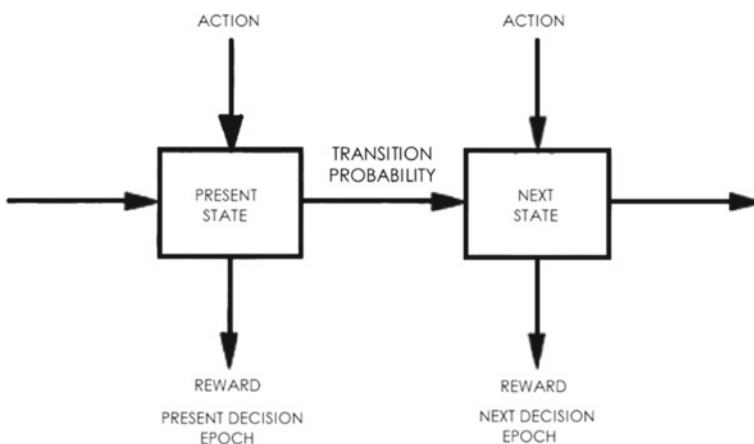 ACTION
ACTION
TRANSITION
PROBABILITY
PRESENT
STATE
NEXT
STATE
REWARD
REWARD
PRESENT DECISION
EPOCH
NEXT DECISION
EPOCH